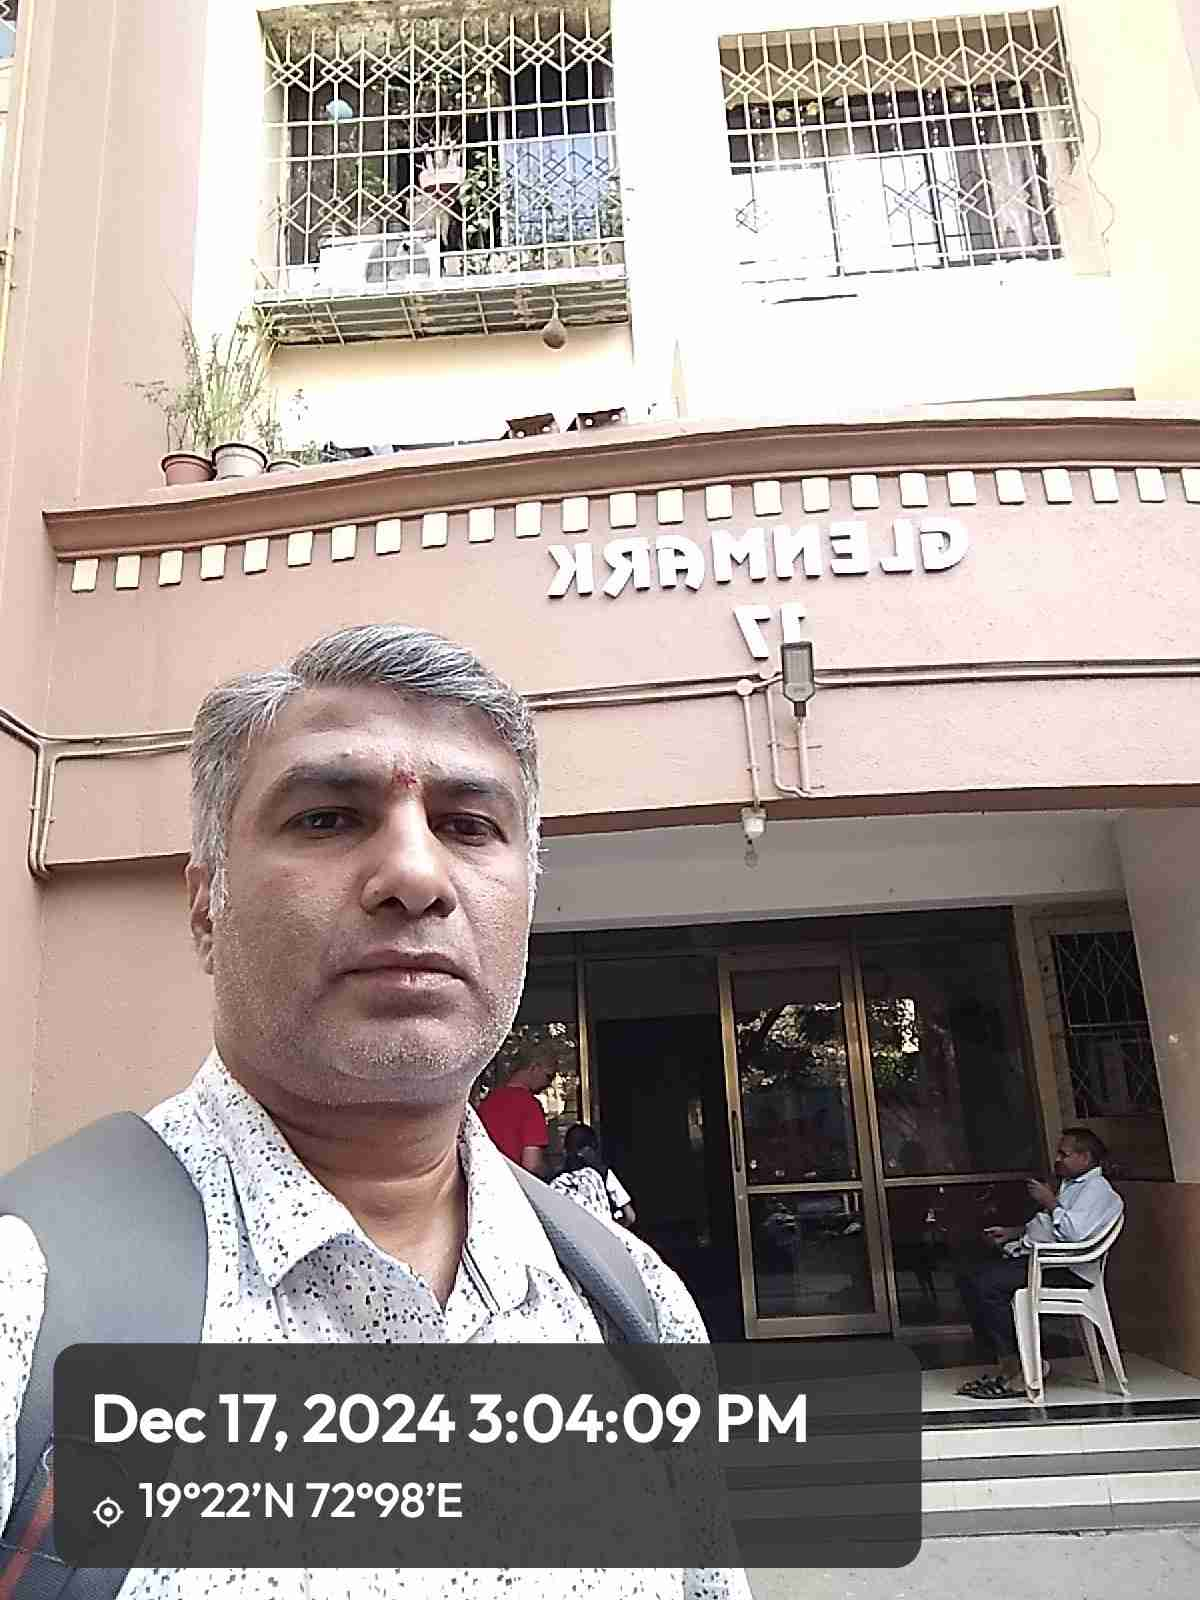 GLENMARK
17
Dec 17, 2024 3:04:09 PM
19°22'N 72°98'E